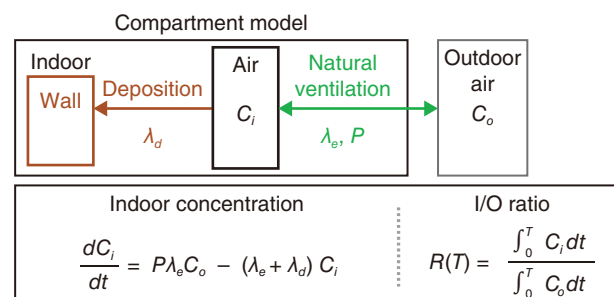 Compartment model
Indoor
Wall
Deposition
λd
Air
Ci
Natural
ventilation
λe, P
Outdoor
air
Co
Indoor concentration
dCi/dt = PλeCo − (λe + λd) Ci
I/O ratio
R(T) = ∫0T Ci dt / ∫0T Co dt